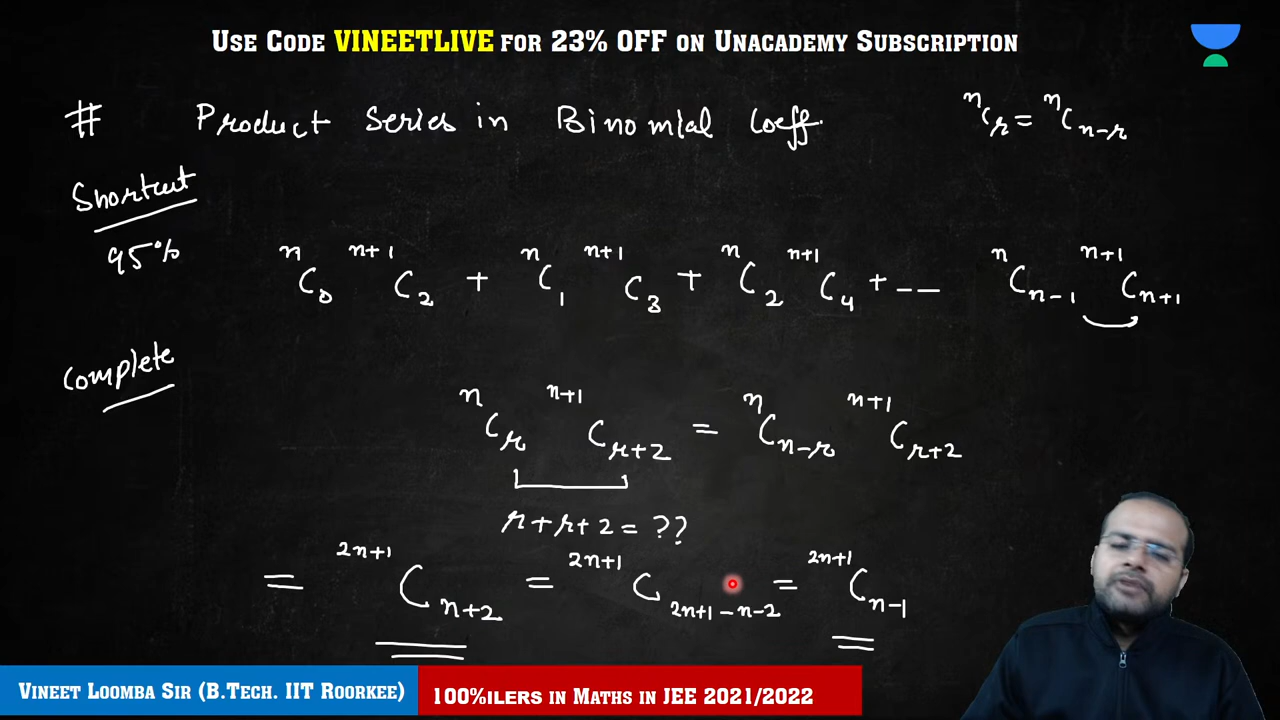 USE CODE VINEETLIVE FOR 23% OFF ON UNACADEMY SUBSCRIPTION
# Product Series in Binomial Coeff. ⁿCᵣ = ⁿCₙ₋ᵣ
Shortcut
95%
ⁿC₀ ⁿ⁺¹C₂ + ⁿC₁ ⁿ⁺¹C₃ + ⁿC₂ ⁿ⁺¹C₄ + -- ⁿCₙ₋₁ ⁿ⁺¹Cₙ₊₁
Complete
ⁿCᵣ ⁿ⁺¹Cᵣ₊₂ = ⁿCₙ₋ᵣ ⁿ⁺¹Cᵣ₊₂
r+r+2 = ??
= ²ⁿ⁺¹Cₙ₊₂ = ²ⁿ⁺¹C₂ₙ₊₁₋ₙ₋₂ = ²ⁿ⁺¹Cₙ₋₁
VINEET LOOMBA SIR (B.TECH. IIT ROORKEE)
100%ILERS IN MATHS IN JEE 2021/2022